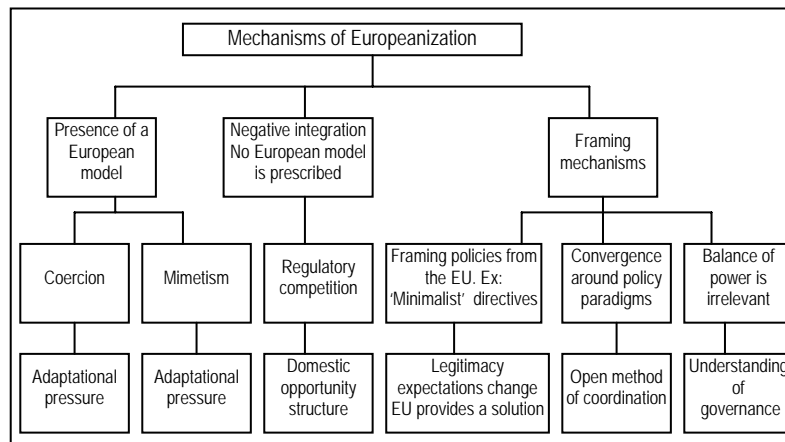 Mechanisms of Europeanization
Presence of a
European
model
Negative integration
No European model
is prescribed
Framing
mechanisms
Coercion
Mimetism
Regulatory
competition
Framing policies from
the EU. Ex:
'Minimalist' directives
Convergence
around policy
paradigms
Balance of
power is
irrelevant
Adaptational
pressure
Adaptational
pressure
Domestic
opportunity
structure
Legitimacy
expectations change
EU provides a solution
Open method
of coordination
Understanding
of
governance